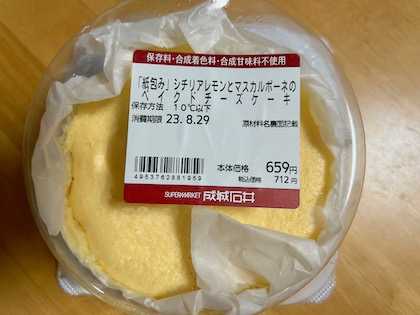 保存料・合成着色料・合成甘味料不使用
「紙包み」シチリアレモンとマスカルポーネの
ベイクドチーズケーキ
保存方法 10℃以下
消費期限 23.8.29 原材料名裏面記載
4953762881959
本体価格 659円
税込価格 712円
SUPERMARKET 成城石井